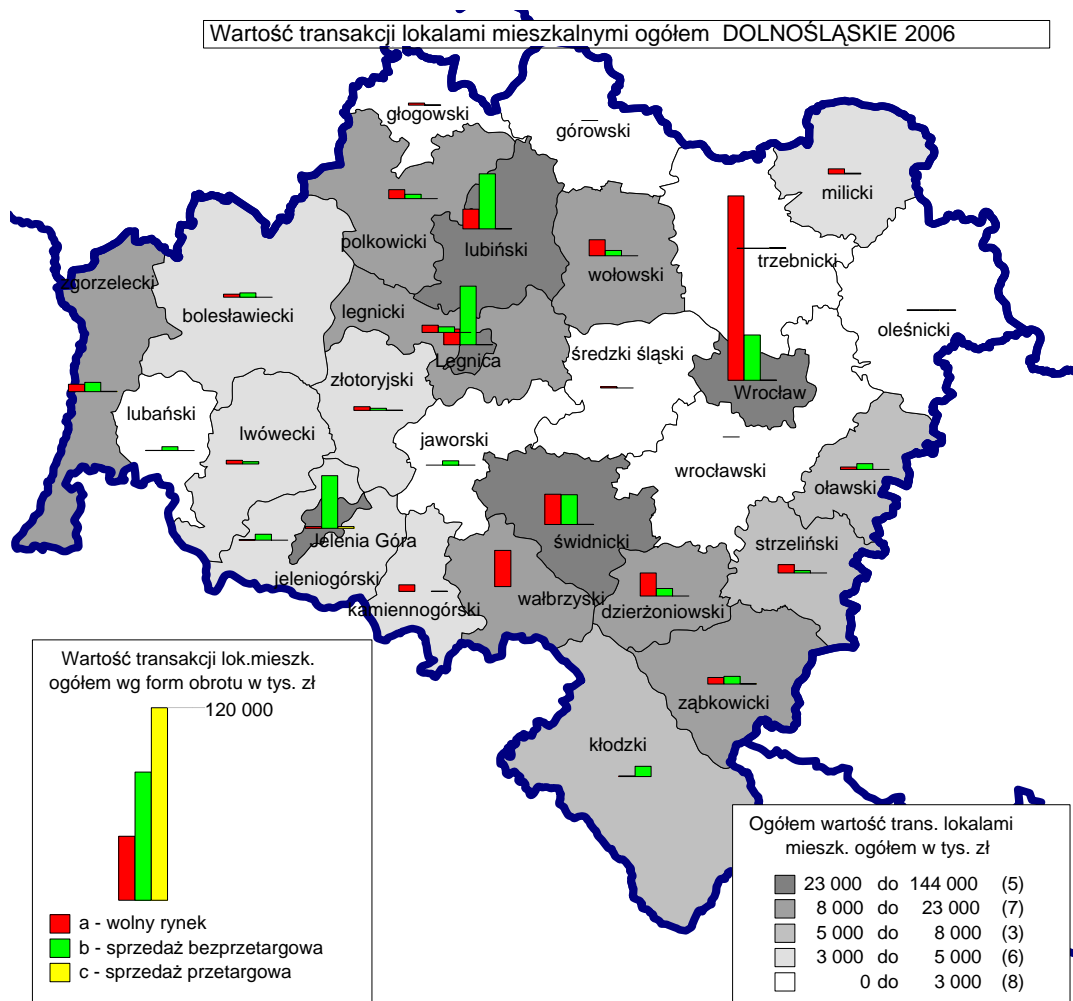 Wartość transakcji lokalami mieszkalnymi ogółem DOLNOŚLĄSKIE 2006
głogowski
górowski
milicki
polkowicki
lubiński
wołowski
trzebnicki
zgorzelecki
bolesławiecki
legnicki
oleśnicki
Legnica
średzki śląski
złotoryjski
Wrocław
lubański
lwówecki
jaworski
wrocławski
oławski
Jelenia Góra
świdnicki
strzeliński
jeleniogórski
wałbrzyski
kamiennogórski
dzierżoniowski
ząbkowicki
kłodzki
Wartość transakcji lok.mieszk.
ogółem wg form obrotu w tys. zł
120 000
a - wolny rynek
b - sprzedaż bezprzetargowa
c - sprzedaż przetargowa
Ogółem wartość trans. lokalami
mieszk. ogółem w tys. zł
23 000 do 144 000 (5)
8 000 do 23 000 (7)
5 000 do 8 000 (3)
3 000 do 5 000 (6)
0 do 3 000 (8)